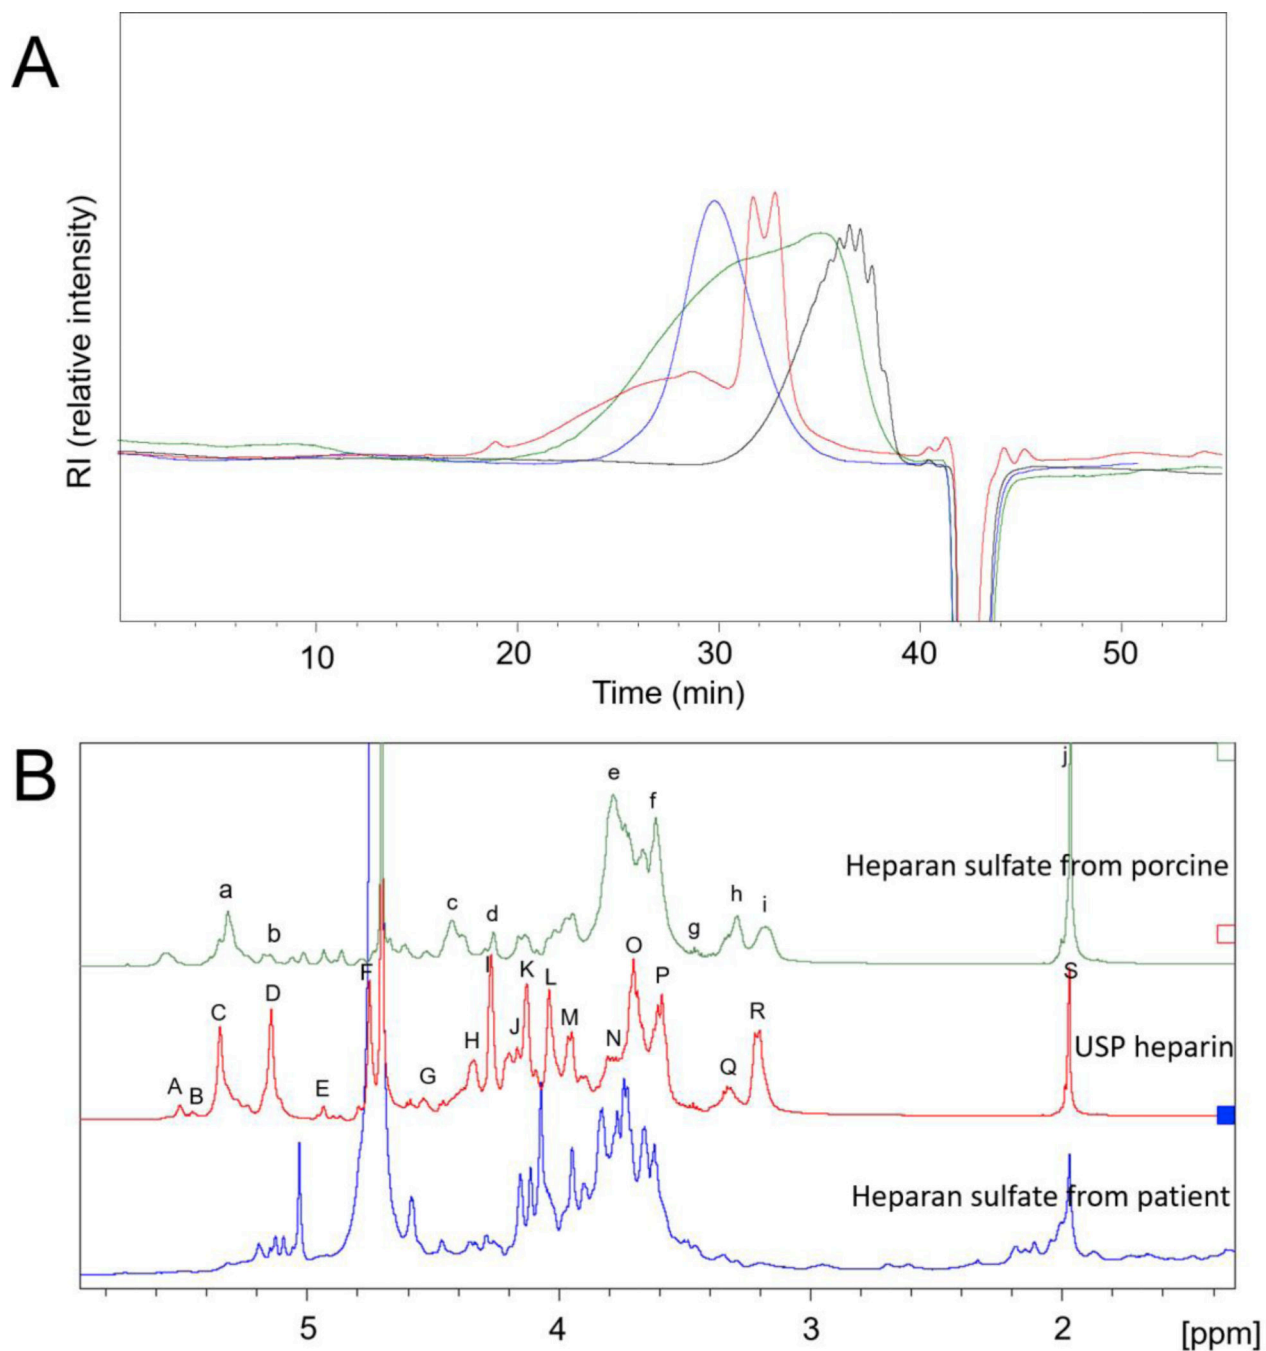 A
RI (relative intensity)
10 20 30 40 50
Time (min)
B
a b c d e f g h i j
Heparan sulfate from porcine
A B C D E F G H I J K L M N O P Q R S
USP heparin
Heparan sulfate from patient
5 4 3 2 [ppm]